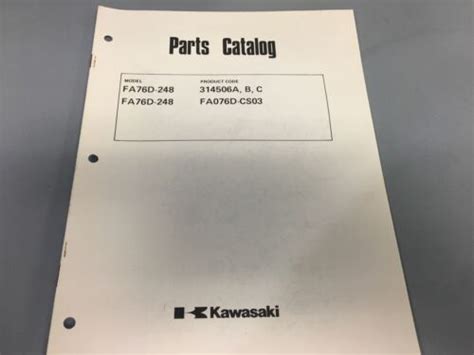 Parts Catalog
MODEL PRODUCT CODE
FA76D-248 314506A, B, C
FA76D-248 FA076D-CS03
Kawasaki